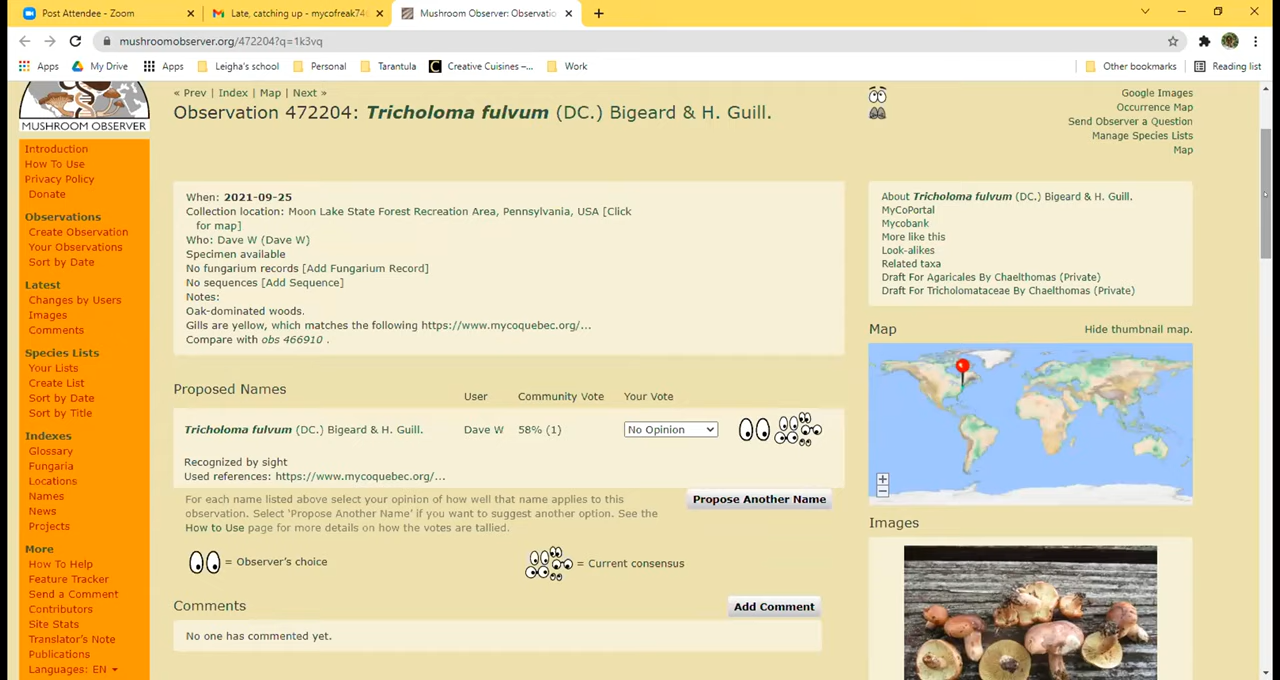 Post Attendee - Zoom
Late, catching up - mycofreak74
Mushroom Observer: Observatio
mushroomobserver.org/472204?q=1k3vq
Apps
My Drive
Apps
Leigha's school
Personal
Tarantula
Creative Cuisines –...
Work
Other bookmarks
Reading list
MUSHROOM OBSERVER
Introduction
How To Use
Privacy Policy
Donate
Observations
Create Observation
Your Observations
Sort by Date
Latest
Changes by Users
Images
Comments
Species Lists
Your Lists
Create List
Sort by Date
Sort by Title
Indexes
Glossary
Fungaria
Locations
Names
News
Projects
More
How To Help
Feature Tracker
Send a Comment
Contributors
Site Stats
Translator's Note
Publications
Languages: EN
« Prev | Index | Map | Next »
Observation 472204: Tricholoma fulvum (DC.) Bigeard & H. Guill.
When: 2021-09-25
Collection location: Moon Lake State Forest Recreation Area, Pennsylvania, USA [Click
for map]
Who: Dave W (Dave W)
Specimen available
No fungarium records [Add Fungarium Record]
No sequences [Add Sequence]
Notes:
Oak-dominated woods.
Gills are yellow, which matches the following https://www.mycoquebec.org/...
Compare with obs 466910 .
Proposed Names
User
Community Vote
Your Vote
Tricholoma fulvum (DC.) Bigeard & H. Guill.
Dave W
58% (1)
No Opinion
Recognized by sight
Used references: https://www.mycoquebec.org/...
For each name listed above select your opinion of how well that name applies to this
observation. Select 'Propose Another Name' if you want to suggest another option. See the
How to Use page for more details on how the votes are tallied.
Propose Another Name
= Observer's choice
= Current consensus
Comments
Add Comment
No one has commented yet.
Google Images
Occurrence Map
Send Observer a Question
Manage Species Lists
Map
About Tricholoma fulvum (DC.) Bigeard & H. Guill.
MyCoPortal
Mycobank
More like this
Look-alikes
Related taxa
Draft For Agaricales By Chaelthomas (Private)
Draft For Tricholomataceae By Chaelthomas (Private)
Map
Hide thumbnail map.
Images